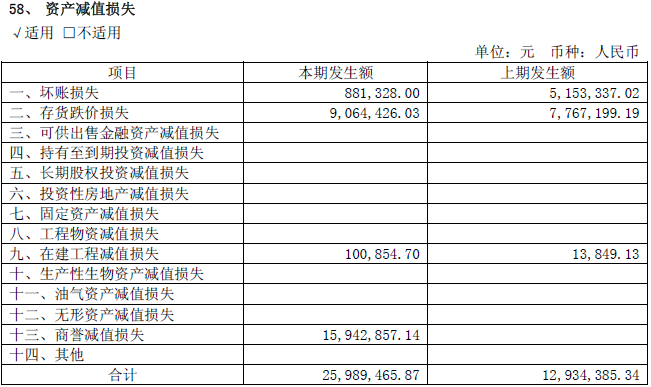 58、 资产减值损失
√适用 □不适用
单位：元 币种：人民币
项目 本期发生额 上期发生额
一、坏账损失 881,328.00 5,153,337.02
二、存货跌价损失 9,064,426.03 7,767,199.19
三、可供出售金融资产减值损失
四、持有至到期投资减值损失
五、长期股权投资减值损失
六、投资性房地产减值损失
七、固定资产减值损失
八、工程物资减值损失
九、在建工程减值损失 100,854.70 13,849.13
十、生产性生物资产减值损失
十一、油气资产减值损失
十二、无形资产减值损失
十三、商誉减值损失 15,942,857.14
十四、其他
合计 25,989,465.87 12,934,385.34